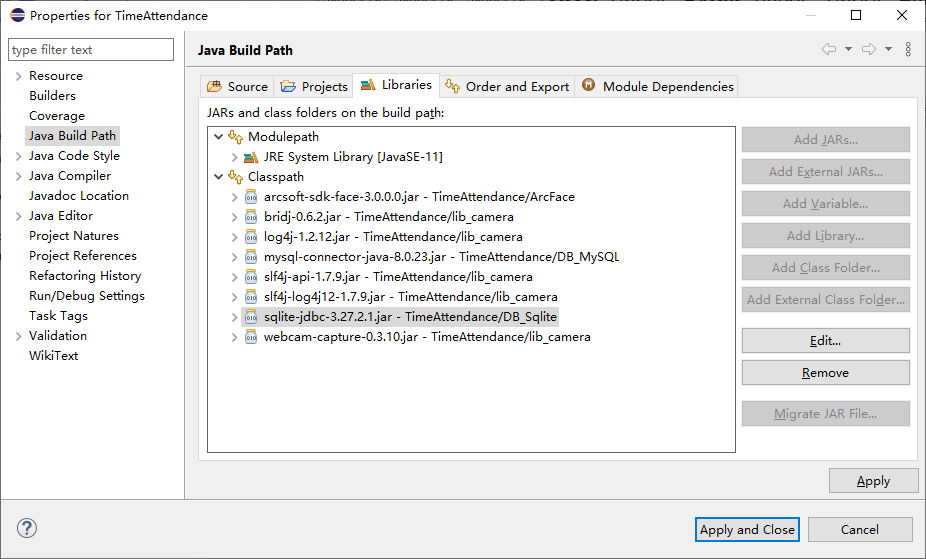 Properties for TimeAttendance
type filter text
Resource
Builders
Coverage
Java Build Path
Java Code Style
Java Compiler
Javadoc Location
Java Editor
Project Natures
Project References
Refactoring History
Run/Debug Settings
Task Tags
Validation
WikiText
Java Build Path
Source Projects Libraries Order and Export Module Dependencies
JARs and class folders on the build path:
Modulepath
JRE System Library [JavaSE-11]
Classpath
arcsoft-sdk-face-3.0.0.0.jar - TimeAttendance/ArcFace
bridj-0.6.2.jar - TimeAttendance/lib_camera
log4j-1.2.12.jar - TimeAttendance/lib_camera
mysql-connector-java-8.0.23.jar - TimeAttendance/DB_MySQL
slf4j-api-1.7.9.jar - TimeAttendance/lib_camera
slf4j-log4j12-1.7.9.jar - TimeAttendance/lib_camera
sqlite-jdbc-3.27.2.1.jar - TimeAttendance/DB_Sqlite
webcam-capture-0.3.10.jar - TimeAttendance/lib_camera
Add JARs...
Add External JARs...
Add Variable...
Add Library...
Add Class Folder...
Add External Class Folder...
Edit...
Remove
Migrate JAR File...
Apply
Apply and Close
Cancel